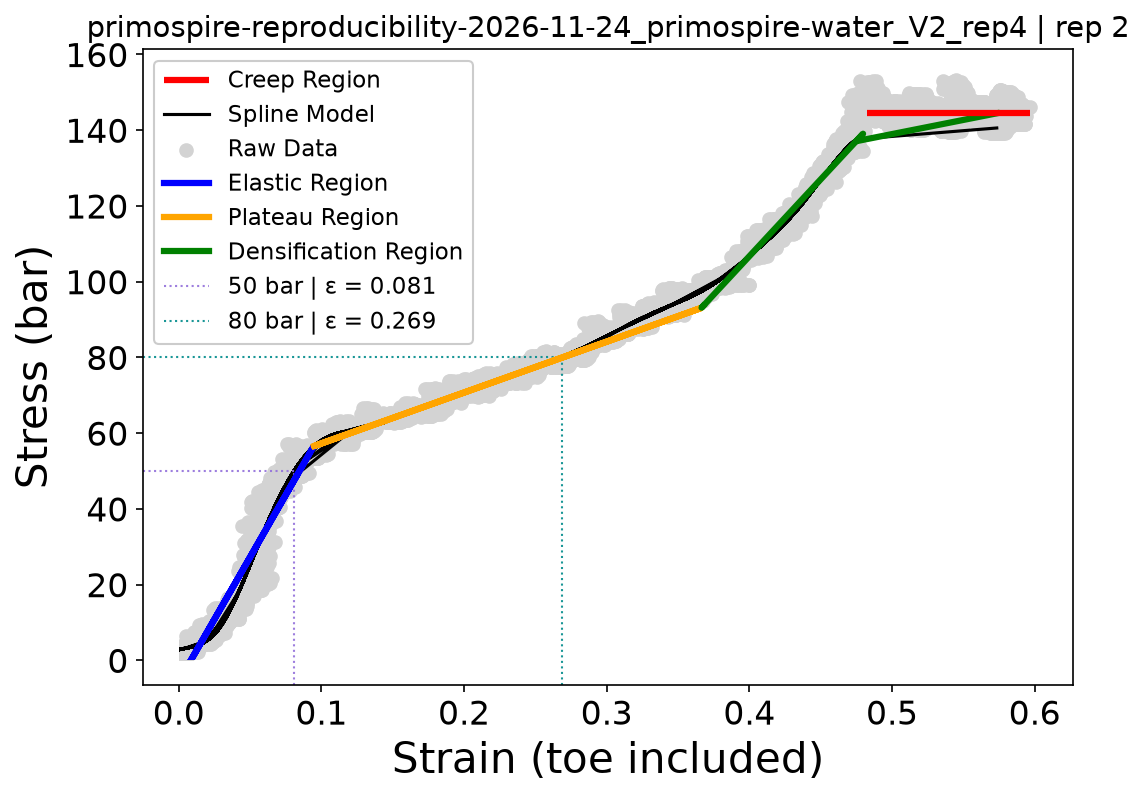 primospire-reproducibility-2026-11-24_primospire-water_V2_rep4 | rep 2
160
140
120
100
80
60
40
20
0
Stress (bar)
Creep Region
Spline Model
Raw Data
Elastic Region
Plateau Region
Densification Region
50 bar | ε = 0.081
80 bar | ε = 0.269
0.0 0.1 0.2 0.3 0.4 0.5 0.6
Strain (toe included)